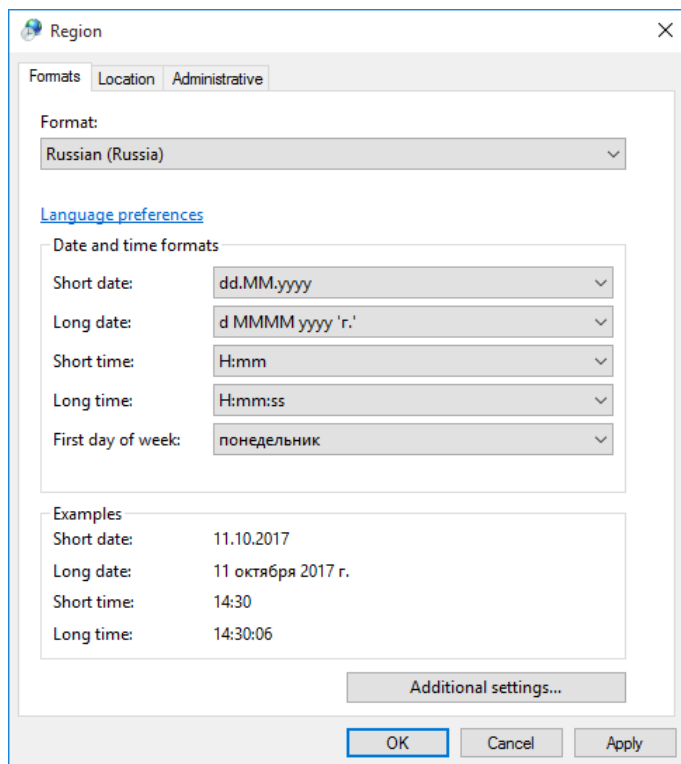 Region
Formats Location Administrative
Format:
Russian (Russia)
Language preferences
Date and time formats
Short date: dd.MM.yyyy
Long date: d MMMM yyyy 'г.'
Short time: H:mm
Long time: H:mm:ss
First day of week: понедельник
Examples
Short date: 11.10.2017
Long date: 11 октября 2017 г.
Short time: 14:30
Long time: 14:30:06
Additional settings...
OK Cancel Apply